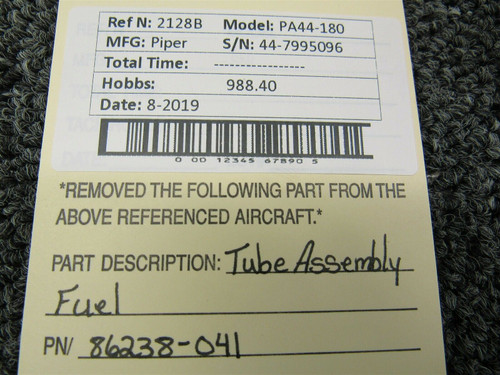 Ref N: 2128B Model: PA44-180
MFG: Piper S/N: 44-7995096
Total Time: -----------------
Hobbs: 988.40
Date: 8-2019
0 00 12345 67890 5
*REMOVED THE FOLLOWING PART FROM THE
ABOVE REFERENCED AIRCRAFT.*
PART DESCRIPTION: Tube Assembly
Fuel
PN/ 86238-041